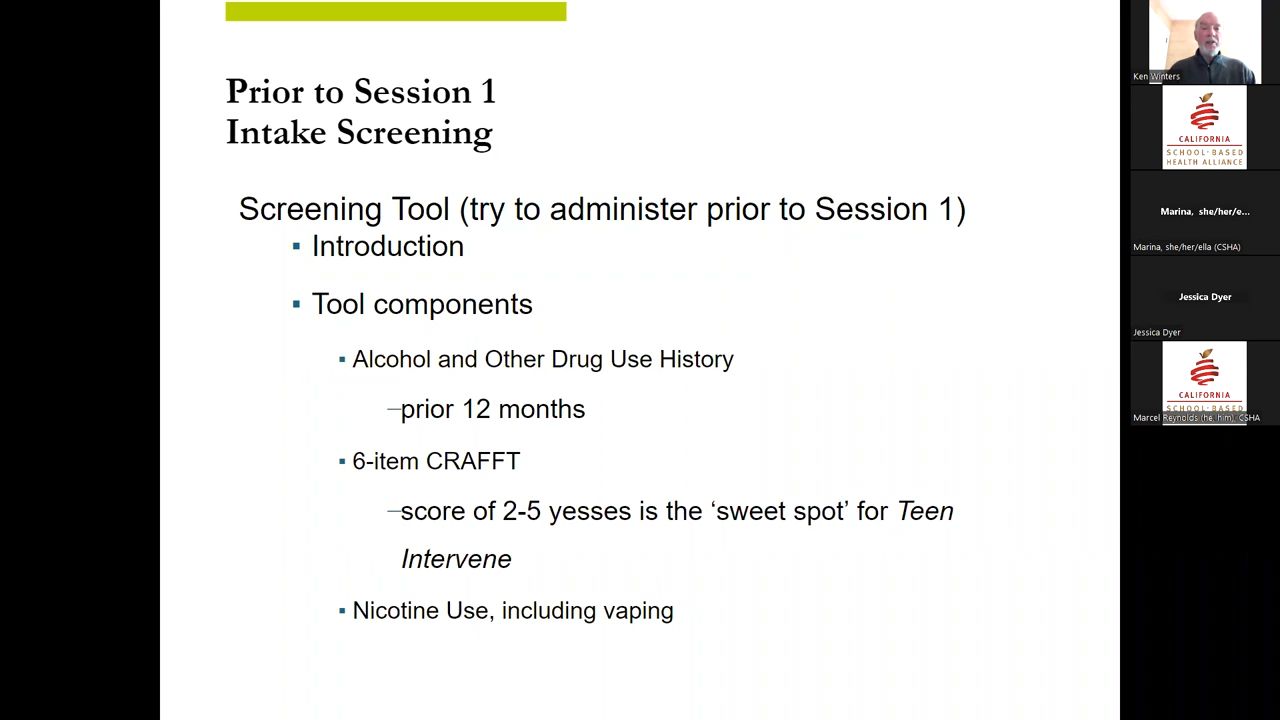 Prior to Session 1
Intake Screening
Screening Tool (try to administer prior to Session 1)
▪ Introduction
▪ Tool components
▪ Alcohol and Other Drug Use History
–prior 12 months
▪ 6-item CRAFFT
–score of 2-5 yesses is the ‘sweet spot’ for Teen
Intervene
▪ Nicotine Use, including vaping
Ken Winters
CALIFORNIA
SCHOOL-BASED
HEALTH ALLIANCE
Marina, she/her/e...
Marina, she/her/ella (CSHA)
Jessica Dyer
Jessica Dyer
CALIFORNIA
SCHOOL-BASED
Marcel Reynolds (he, him), CSHA